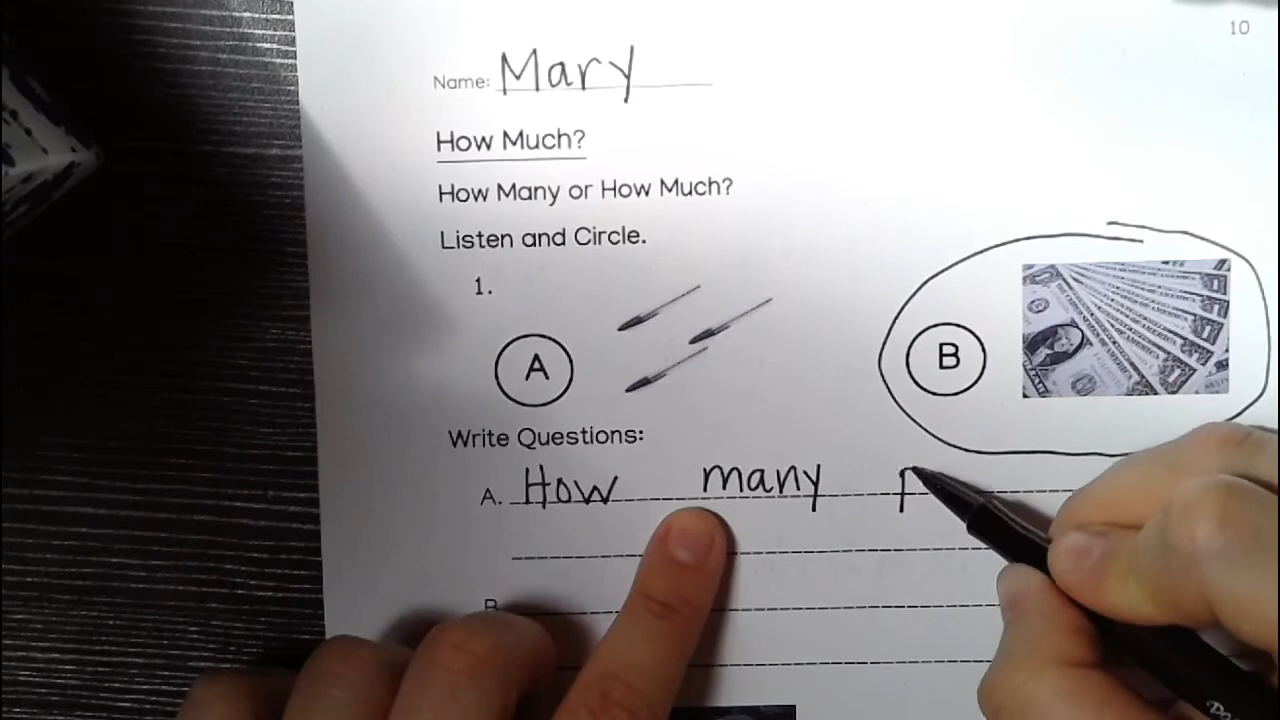 10
Name: Mary
How Much?
How Many or How Much?
Listen and Circle.
1.
A
B
Write Questions:
A. How many
B.